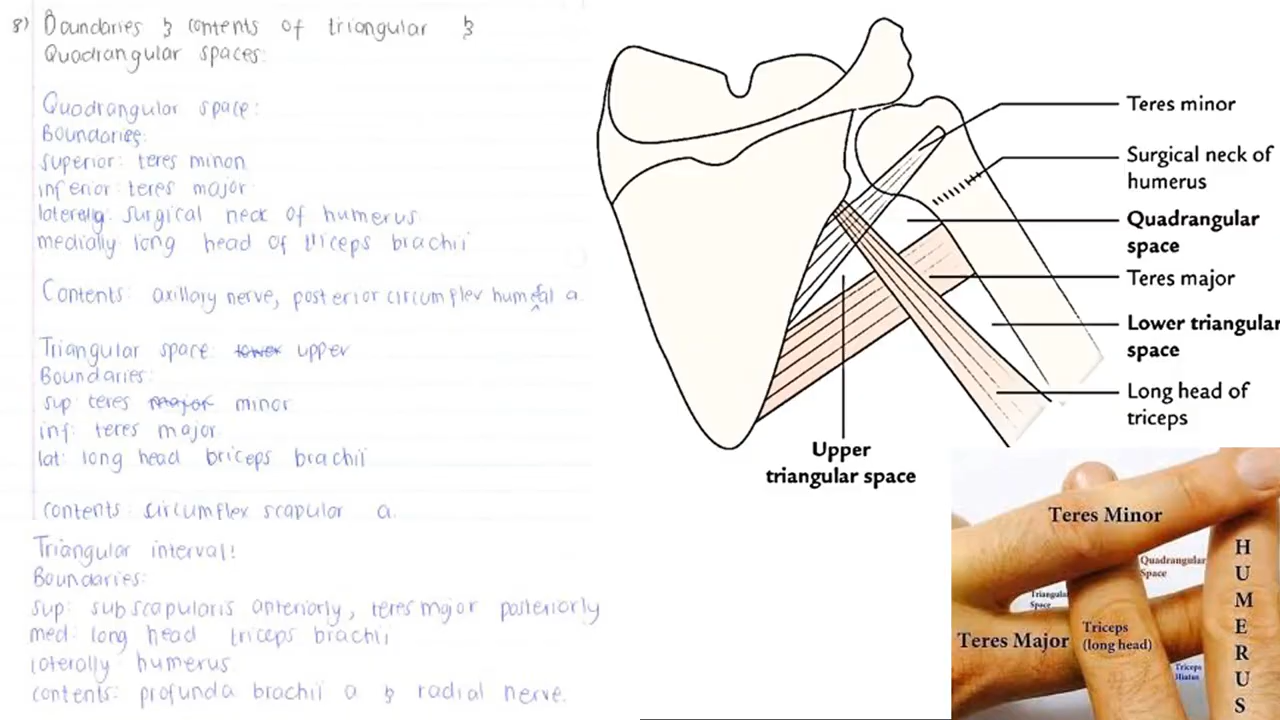 8) Boundaries & contents of triangular &
Quadrangular spaces:
Quadrangular space:
Boundaries:
superior: teres minor
inferior: teres major
laterally: surgical neck of humerus
medially long head of triceps brachii
Contents: axillary nerve, posterior circumflex humeral a.
Triangular space: lower upper
Boundaries:
sup: teres major minor
inf: teres major
lat: long head briceps brachii
contents: circumflex scapular a.
Triangular interval:
Boundaries:
sup: subscapularis anteriorly, teres major posteriorly
med: long head triceps brachii
laterally humerus
contents: profunda brachii a & radial nerve.
Teres minor
Surgical neck of
humerus
Quadrangular
space
Teres major
Lower triangular
space
Long head of
triceps
Upper
triangular space
Teres Minor
Quadrangular
Space
Triangular
Space
Teres Major
Triceps
(long head)
Triceps
Hiatus
HUMERUS